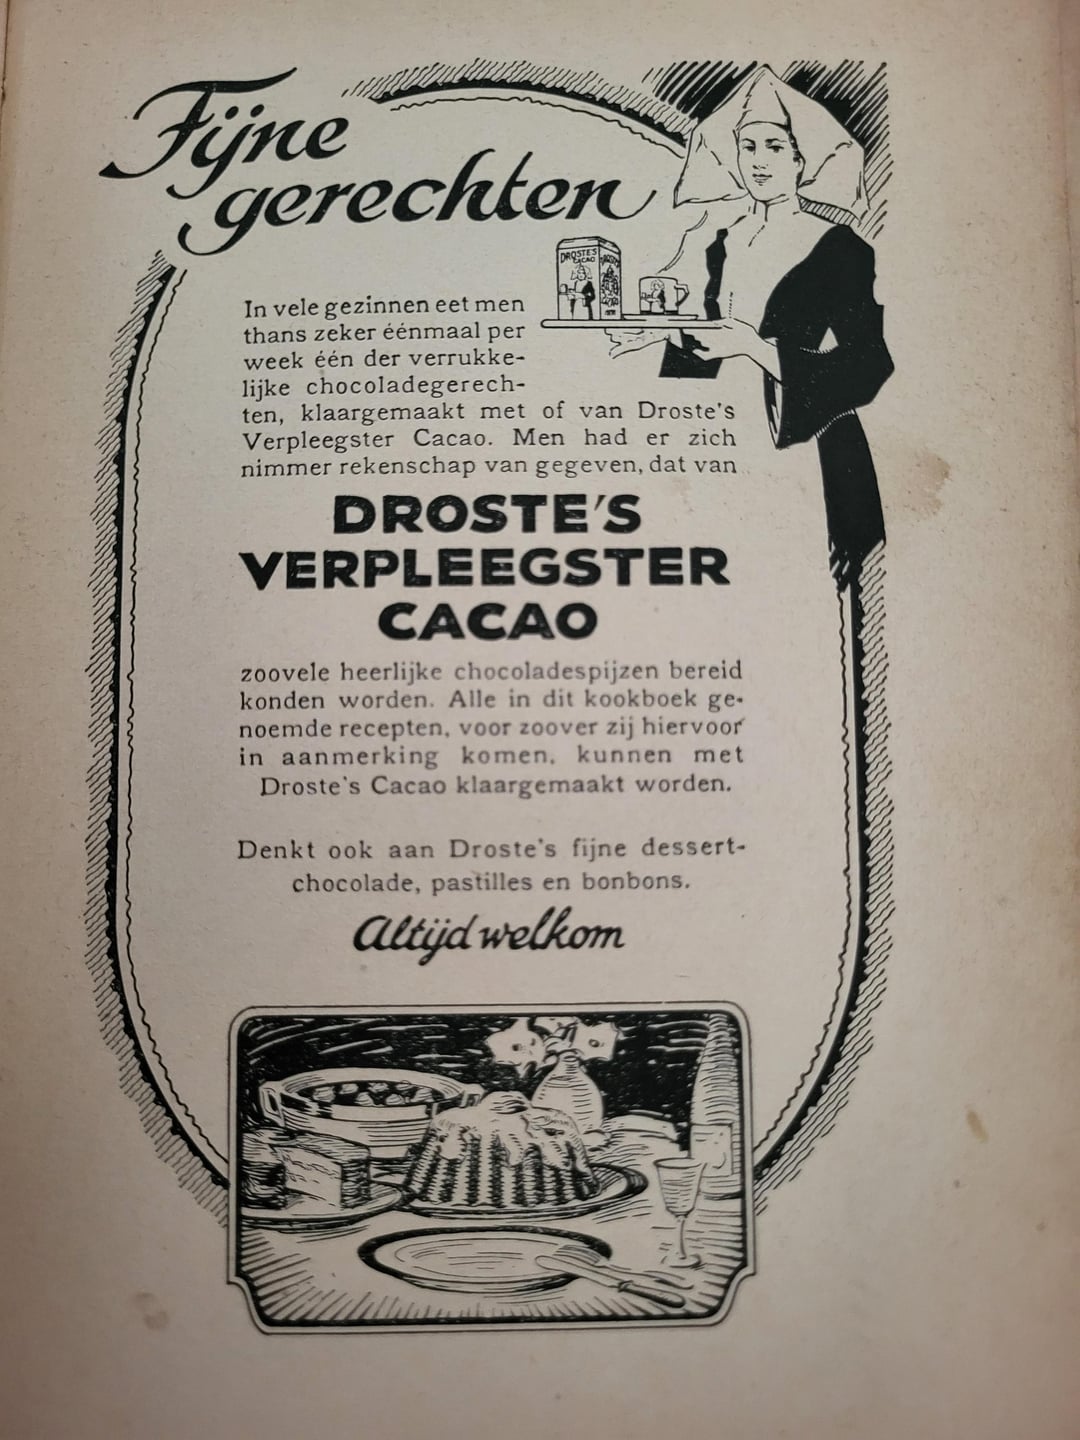 Fijne
gerechten
DROSTE'S
CACAO
In vele gezinnen eet men
thans zeker éénmaal per
week één der verrukke-
lijke chocoladegerech-
ten, klaargemaakt met of van Droste's
Verpleegster Cacao. Men had er zich
nimmer rekenschap van gegeven, dat van
DROSTE'S
VERPLEEGSTER
CACAO
zoovele heerlijke chocoladespijzen bereid
konden worden. Alle in dit kookboek ge-
noemde recepten, voor zoover zij hiervoor
in aanmerking komen, kunnen met
Droste's Cacao klaargemaakt worden.
Denkt ook aan Droste's fijne dessert-
chocolade, pastilles en bonbons.
Altijd welkom